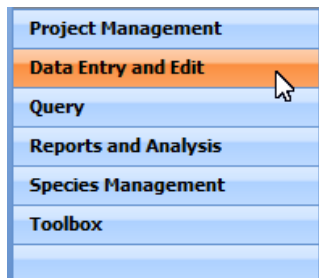 Project Management
Data Entry and Edit
Query
Reports and Analysis
Species Management
Toolbox